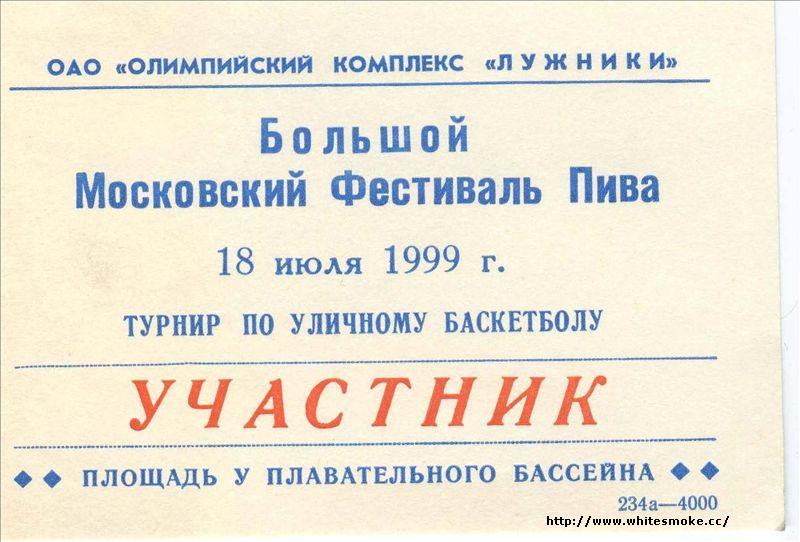 ОАО «ОЛИМПИЙСКИЙ КОМПЛЕКС «ЛУЖНИКИ»
Большой
Московский Фестиваль Пива
18 июля 1999 г.
ТУРНИР ПО УЛИЧНОМУ БАСКЕТБОЛУ
УЧАСТНИК
ПЛОЩАДЬ У ПЛАВАТЕЛЬНОГО БАССЕЙНА
234а—4000
http://www.whitesmoke.cc/